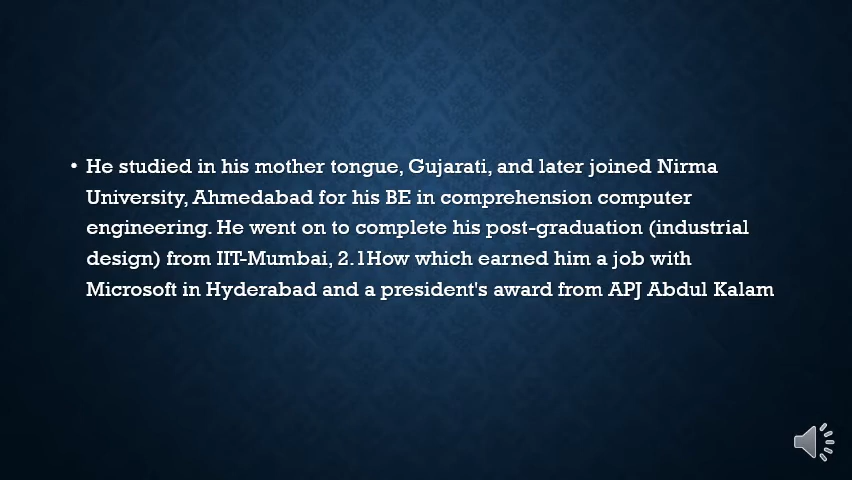 • He studied in his mother tongue, Gujarati, and later joined Nirma
University, Ahmedabad for his BE in comprehension computer
engineering. He went on to complete his post-graduation (industrial
design) from IIT-Mumbai, 2.1How which earned him a job with
Microsoft in Hyderabad and a president's award from APJ Abdul Kalam